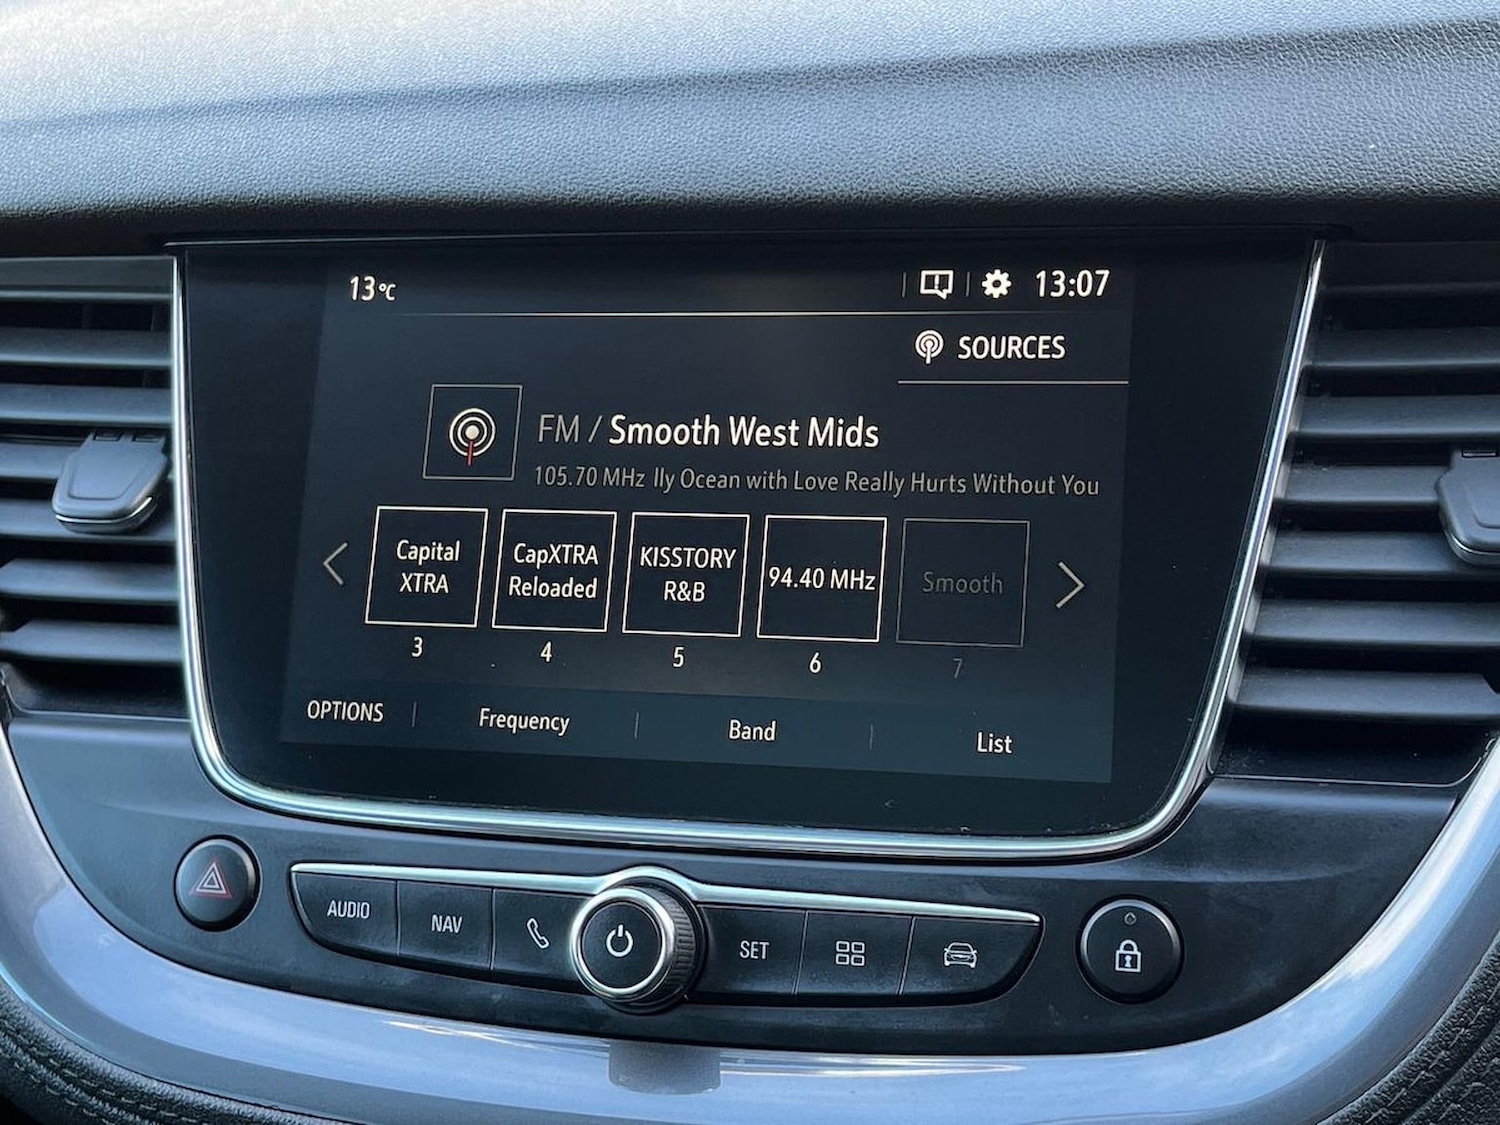 13°C
13:07
SOURCES
FM / Smooth West Mids
105.70 MHz lly Ocean with Love Really Hurts Without You
Capital
XTRA
CapXTRA
Reloaded
KISSTORY
R&B
94.40 MHz
Smooth
3
4
5
6
7
OPTIONS
Frequency
Band
List
AUDIO
NAV
SET